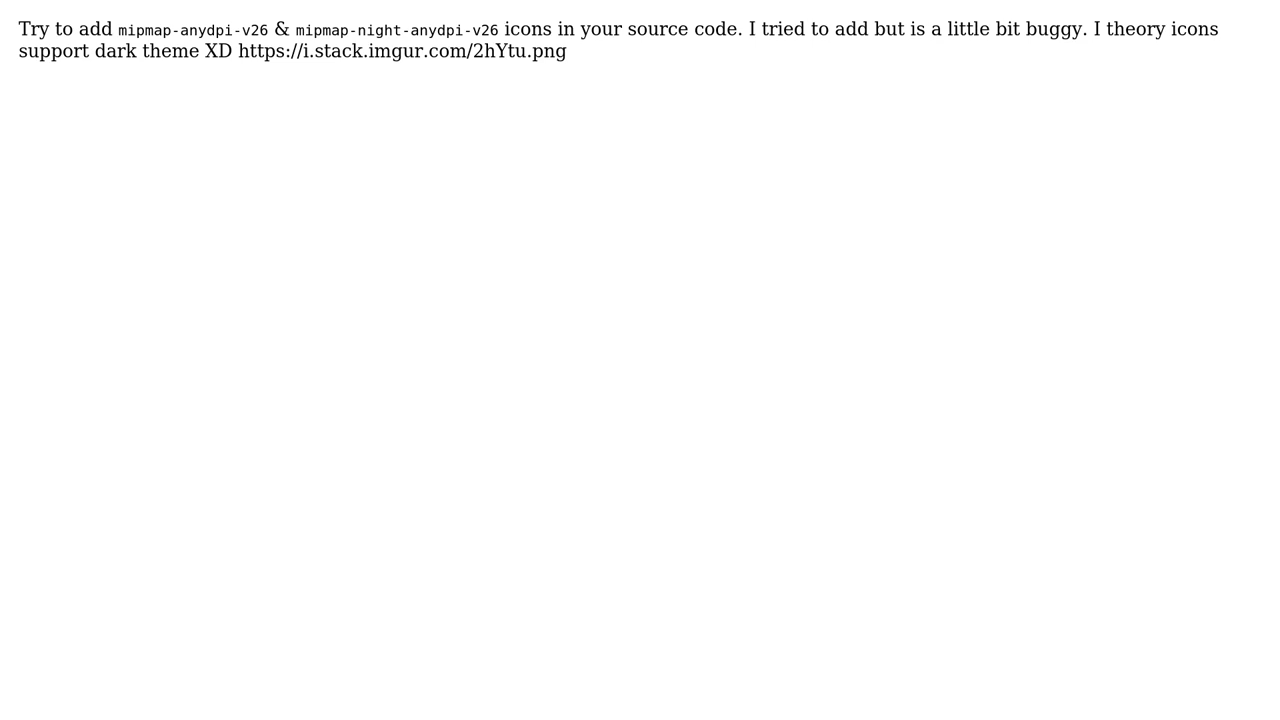 Try to add mipmap-anydpi-v26 & mipmap-night-anydpi-v26 icons in your source code. I tried to add but is a little bit buggy. I theory icons
support dark theme XD https://i.stack.imgur.com/2hYtu.png